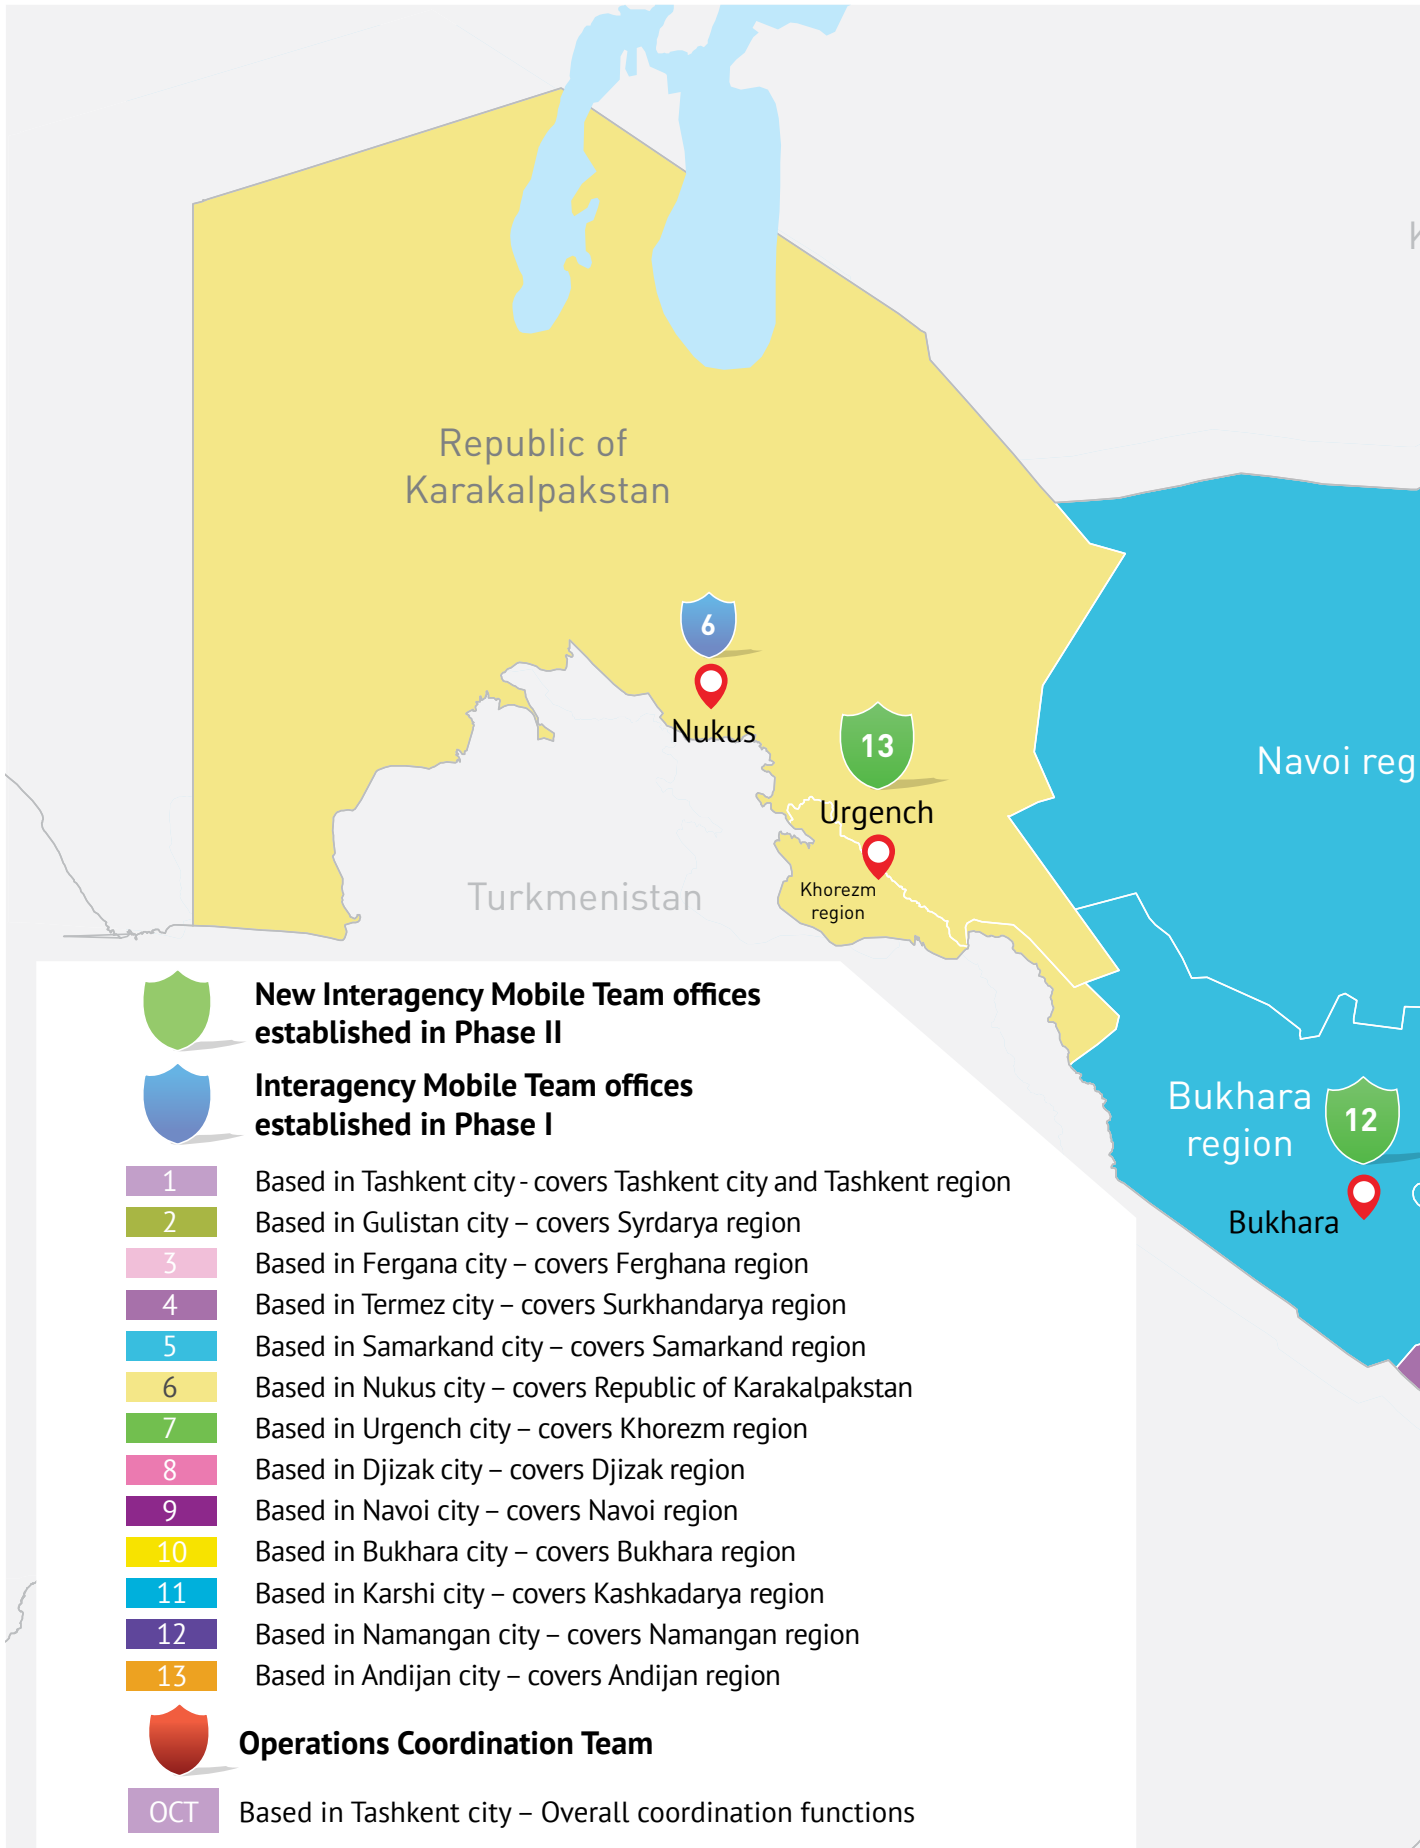 Republic of
Karakalpakstan
6
Nukus
13
Urgench
Khorezm
region
Turkmenistan
Navoi reg
Bukhara
region
12
Bukhara
New Interagency Mobile Team offices
established in Phase II
Interagency Mobile Team offices
established in Phase I
1 Based in Tashkent city - covers Tashkent city and Tashkent region
2 Based in Gulistan city – covers Syrdarya region
3 Based in Fergana city – covers Ferghana region
4 Based in Termez city – covers Surkhandarya region
5 Based in Samarkand city – covers Samarkand region
6 Based in Nukus city – covers Republic of Karakalpakstan
7 Based in Urgench city – covers Khorezm region
8 Based in Djizak city – covers Djizak region
9 Based in Navoi city – covers Navoi region
10 Based in Bukhara city – covers Bukhara region
11 Based in Karshi city – covers Kashkadarya region
12 Based in Namangan city – covers Namangan region
13 Based in Andijan city – covers Andijan region
Operations Coordination Team
OCT Based in Tashkent city – Overall coordination functions